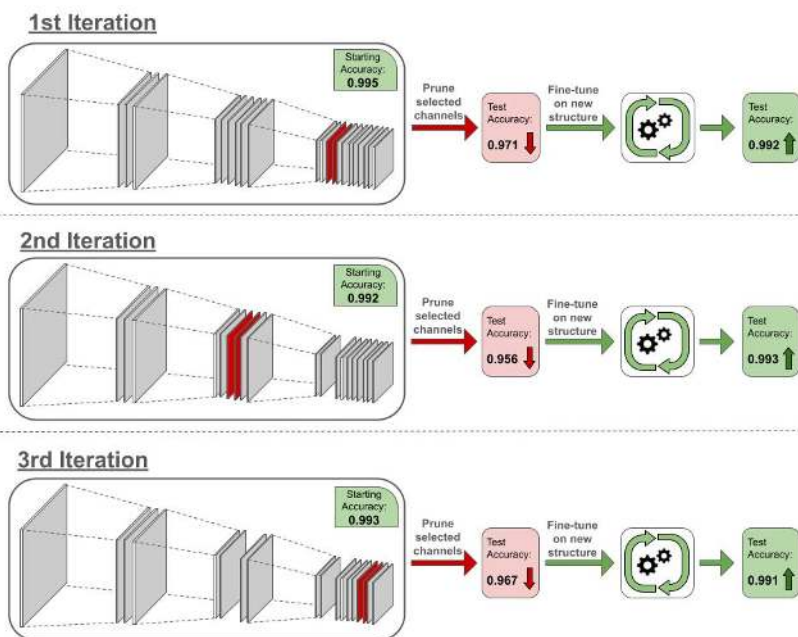 1st Iteration
Starting
Accuracy:
0.995
Prune
selected
channels
Test
Accuracy:
0.971
Fine-tune
on new
structure
Test
Accuracy:
0.992
2nd Iteration
Starting
Accuracy:
0.992
Prune
selected
channels
Test
Accuracy:
0.956
Fine-tune
on new
structure
Test
Accuracy:
0.993
3rd Iteration
Starting
Accuracy:
0.993
Prune
selected
channels
Test
Accuracy:
0.967
Fine-tune
on new
structure
Test
Accuracy:
0.991